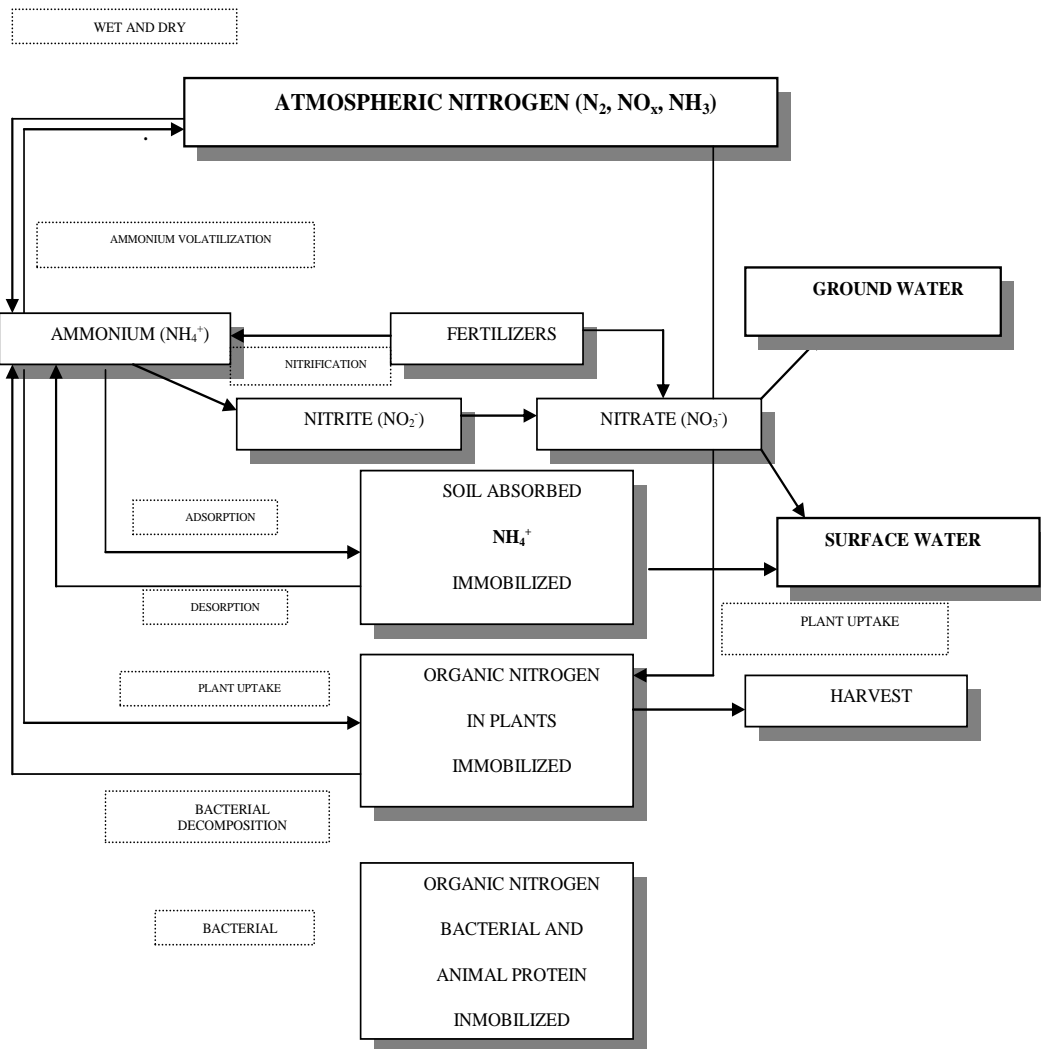 WET AND DRY
ATMOSPHERIC NITROGEN (N₂, NOₓ, NH₃)
.
AMMONIUM VOLATILIZATION
GROUND WATER
AMMONIUM (NH₄⁺)
FERTILIZERS
NITRIFICATION
NITRITE (NO₂⁻)
NITRATE (NO₃⁻)
SOIL ABSORBED
NH₄⁺
IMMOBILIZED
ADSORPTION
SURFACE WATER
DESORPTION
PLANT UPTAKE
PLANT UPTAKE
ORGANIC NITROGEN
IN PLANTS
IMMOBILIZED
HARVEST
BACTERIAL
DECOMPOSITION
ORGANIC NITROGEN
BACTERIAL AND
ANIMAL PROTEIN
INMOBILIZED
BACTERIAL